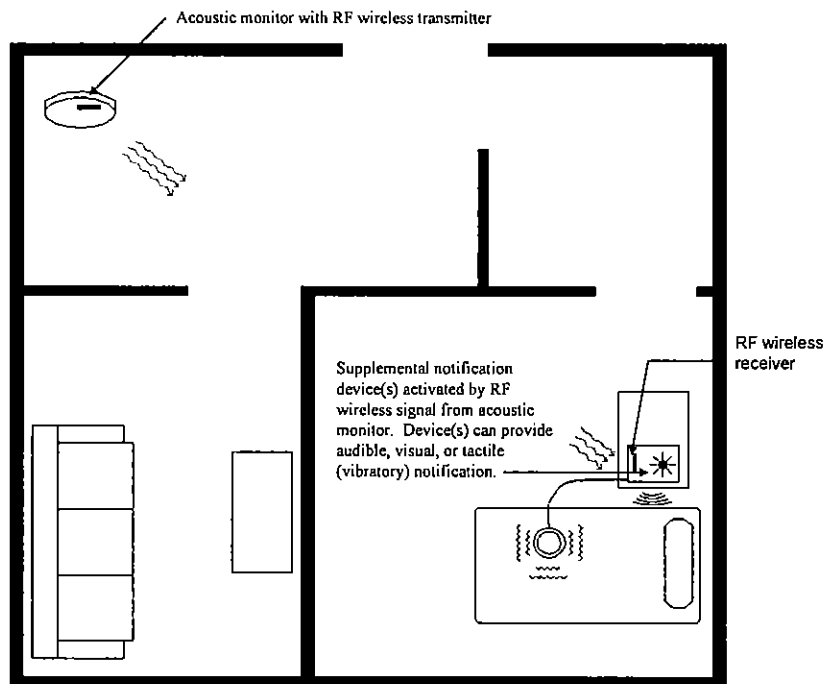 Acoustic monitor with RF wireless transmitter
Supplemental notification
device(s) activated by RF
wireless signal from acoustic
monitor. Device(s) can provide
audible, visual, or tactile
(vibratory) notification.
RF wireless
receiver